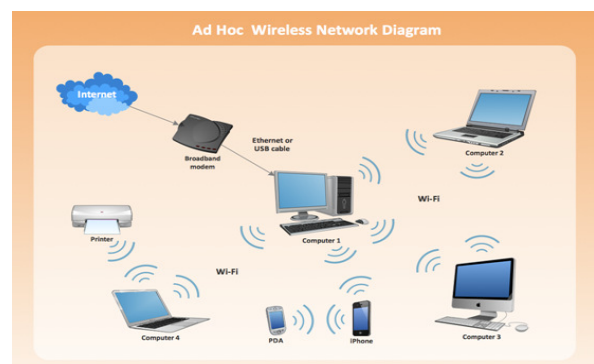 Ad Hoc Wireless Network Diagram
Internet
Broadband
modem
Ethernet or
USB cable
Computer 2
Wi-Fi
Printer
Computer 1
Wi-Fi
Computer 4
PDA
iPhone
Computer 3